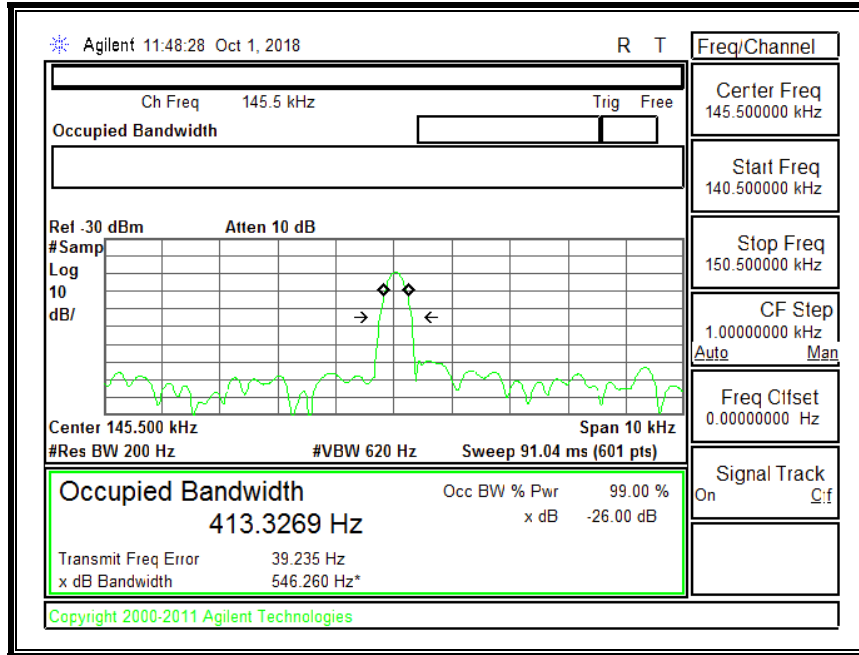 Agilent 11:48:28 Oct 1, 2018 R T
Ch Freq 145.5 kHz Trig Free
Occupied Bandwidth
Ref -30 dBm Atten 10 dB
#Samp
Log
10
dB/
Center 145.500 kHz Span 10 kHz
#Res BW 200 Hz #VBW 620 Hz Sweep 91.04 ms (601 pts)
Occupied Bandwidth Occ BW % Pwr 99.00 %
413.3269 Hz x dB -26.00 dB
Transmit Freq Error 39.235 Hz
x dB Bandwidth 546.260 Hz*
Copyright 2000-2011 Agilent Technologies
Freq/Channel
Center Freq
145.500000 kHz
Start Freq
140.500000 kHz
Stop Freq
150.500000 kHz
CF Step
1.00000000 kHz
Auto Man
Freq Offset
0.00000000 Hz
Signal Track
On Off